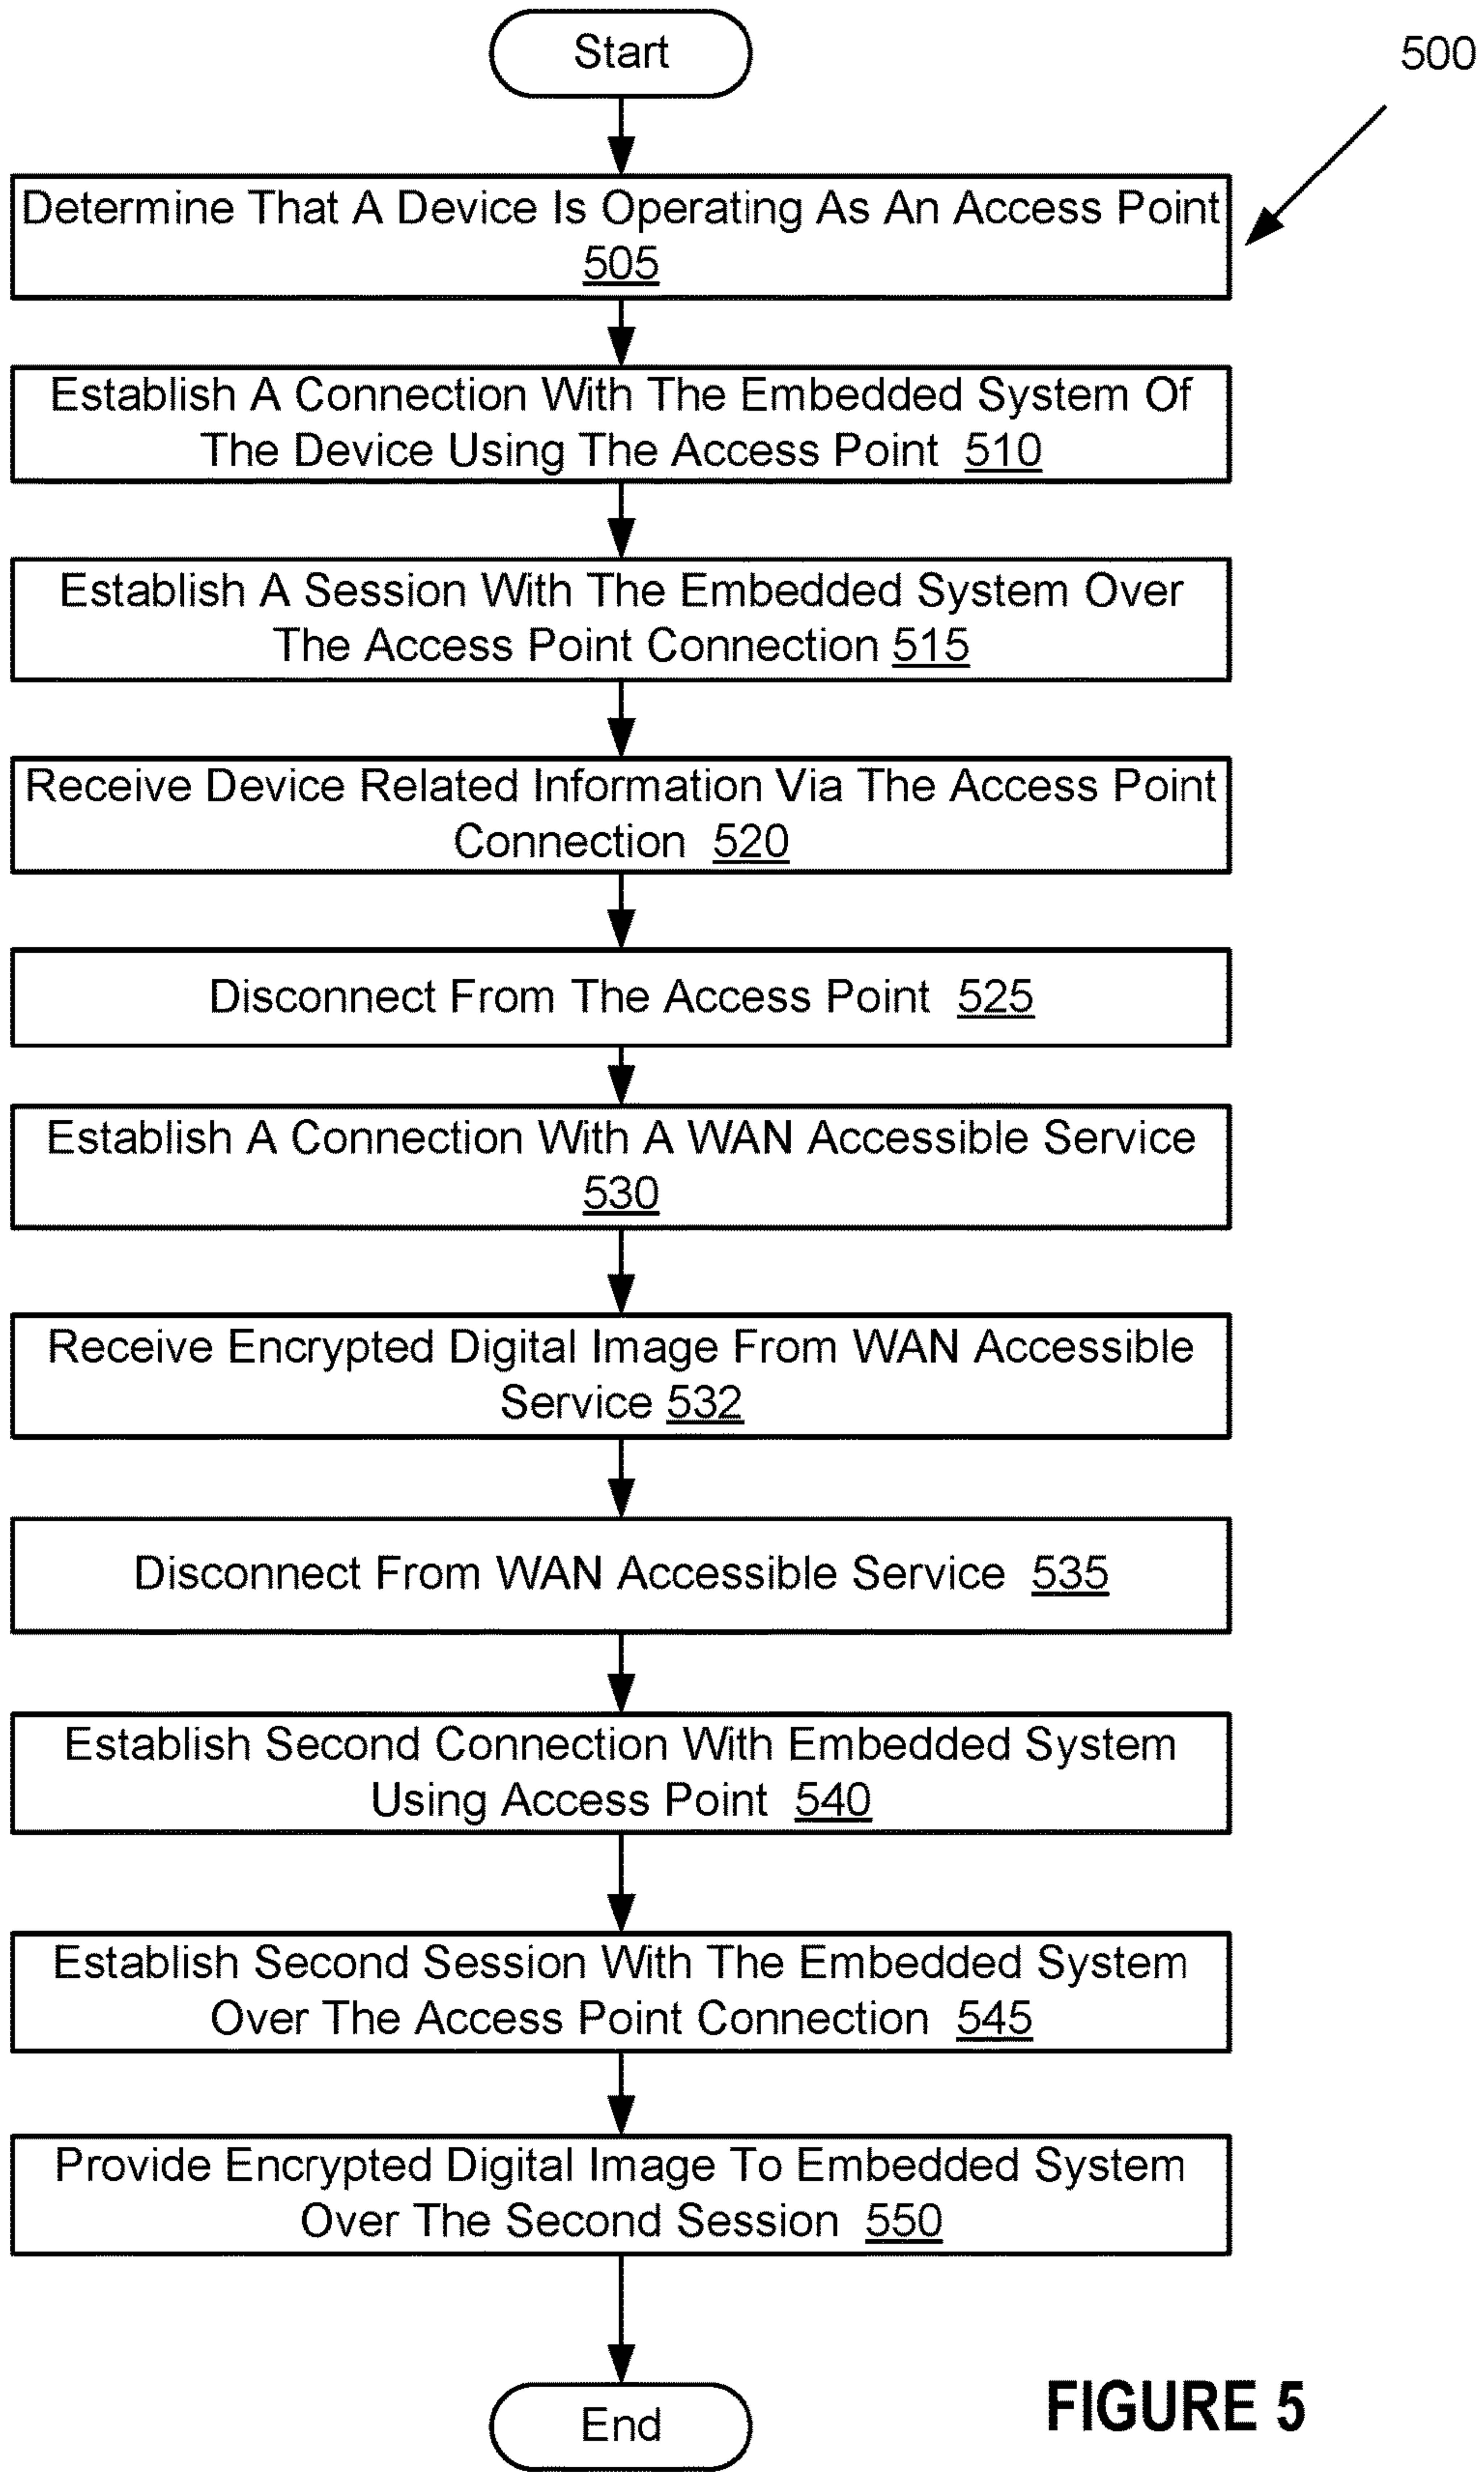 Start
500
Determine That A Device Is Operating As An Access Point
505
Establish A Connection With The Embedded System Of
The Device Using The Access Point 510
Establish A Session With The Embedded System Over
The Access Point Connection 515
Receive Device Related Information Via The Access Point
Connection 520
Disconnect From The Access Point 525
Establish A Connection With A WAN Accessible Service
530
Receive Encrypted Digital Image From WAN Accessible
Service 532
Disconnect From WAN Accessible Service 535
Establish Second Connection With Embedded System
Using Access Point 540
Establish Second Session With The Embedded System
Over The Access Point Connection 545
Provide Encrypted Digital Image To Embedded System
Over The Second Session 550
End
FIGURE 5